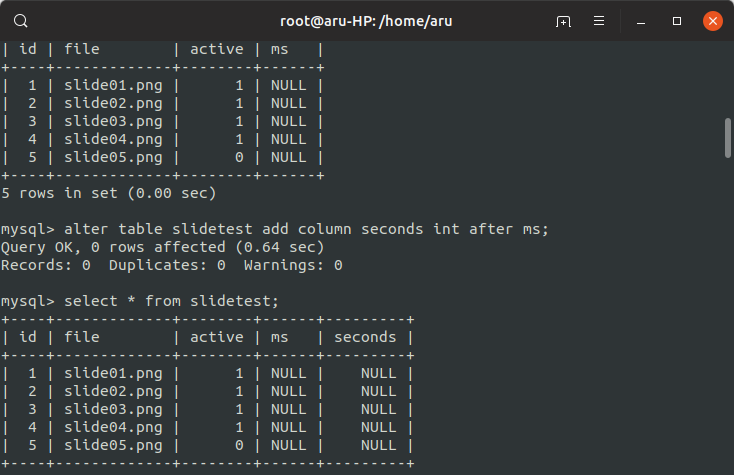 root@aru-HP: /home/aru
| id | file        | active | ms   |
+----+-------------+--------+------+
|  1 | slide01.png |      1 | NULL |
|  2 | slide02.png |      1 | NULL |
|  3 | slide03.png |      1 | NULL |
|  4 | slide04.png |      1 | NULL |
|  5 | slide05.png |      0 | NULL |
+----+-------------+--------+------+
5 rows in set (0.00 sec)

mysql> alter table slidetest add column seconds int after ms;
Query OK, 0 rows affected (0.64 sec)
Records: 0  Duplicates: 0  Warnings: 0

mysql> select * from slidetest;
+----+-------------+--------+------+---------+
| id | file        | active | ms   | seconds |
+----+-------------+--------+------+---------+
|  1 | slide01.png |      1 | NULL |    NULL |
|  2 | slide02.png |      1 | NULL |    NULL |
|  3 | slide03.png |      1 | NULL |    NULL |
|  4 | slide04.png |      1 | NULL |    NULL |
|  5 | slide05.png |      0 | NULL |    NULL |
+----+-------------+--------+------+---------+